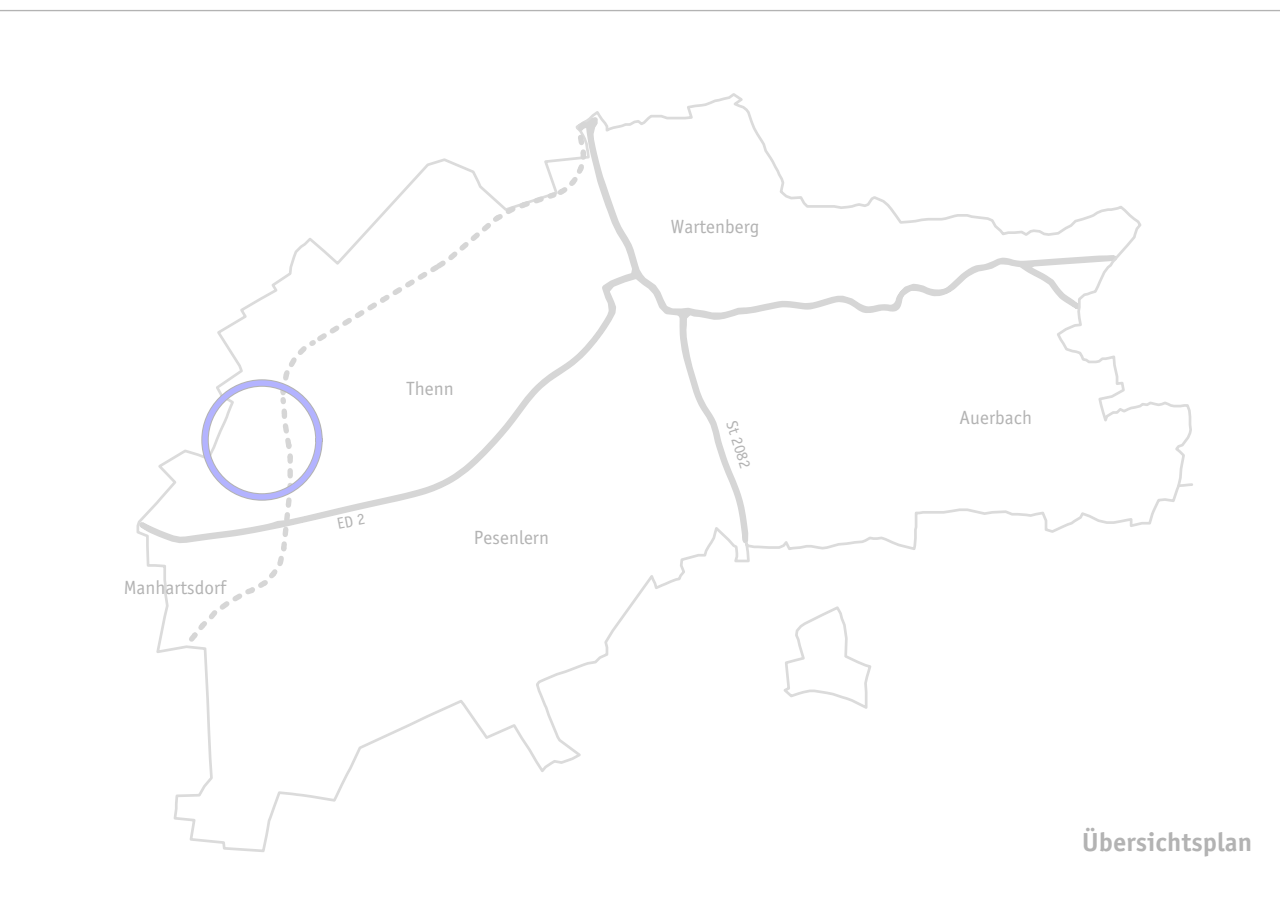 Wartenberg
Thenn
Auerbach
St 2082
ED 2
Pesenlern
Manhartsdorf
Übersichtsplan